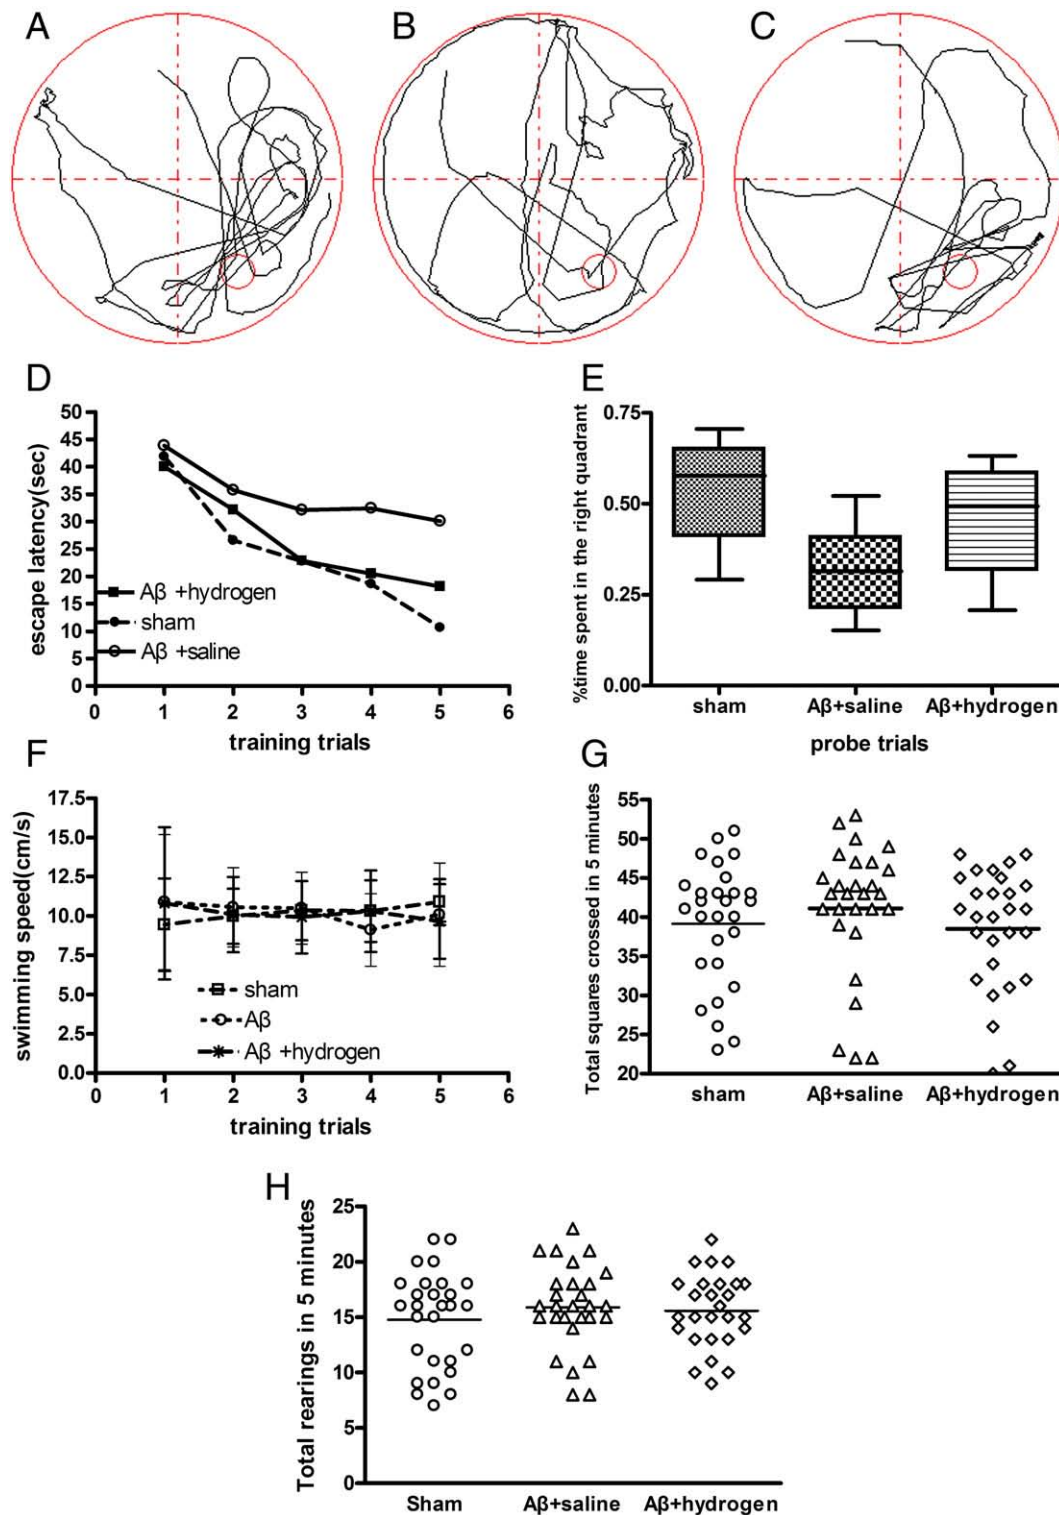 A
B
C
D
escape latency(sec)
50
45
40
35
30
25
20
15
10
5
0
Aβ +hydrogen
sham
Aβ +saline
0 1 2 3 4 5 6
training trials
E
%time spent in the right quadrant
0.75
0.50
0.25
0.00
sham Aβ+saline Aβ+hydrogen
probe trials
F
swimming speed(cm/s)
17.5
15.0
12.5
10.0
7.5
5.0
2.5
0.0
sham
Aβ
Aβ +hydrogen
0 1 2 3 4 5 6
training trials
G
Total squares crossed in 5 minutes
55
50
45
40
35
30
25
20
sham Aβ+saline Aβ+hydrogen
H
Total rearings in 5 minutes
25
20
15
10
5
0
Sham Aβ+saline Aβ+hydrogen